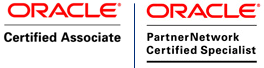 ORACLE
Certified Associate
ORACLE
PartnerNetwork
Certified Specialist